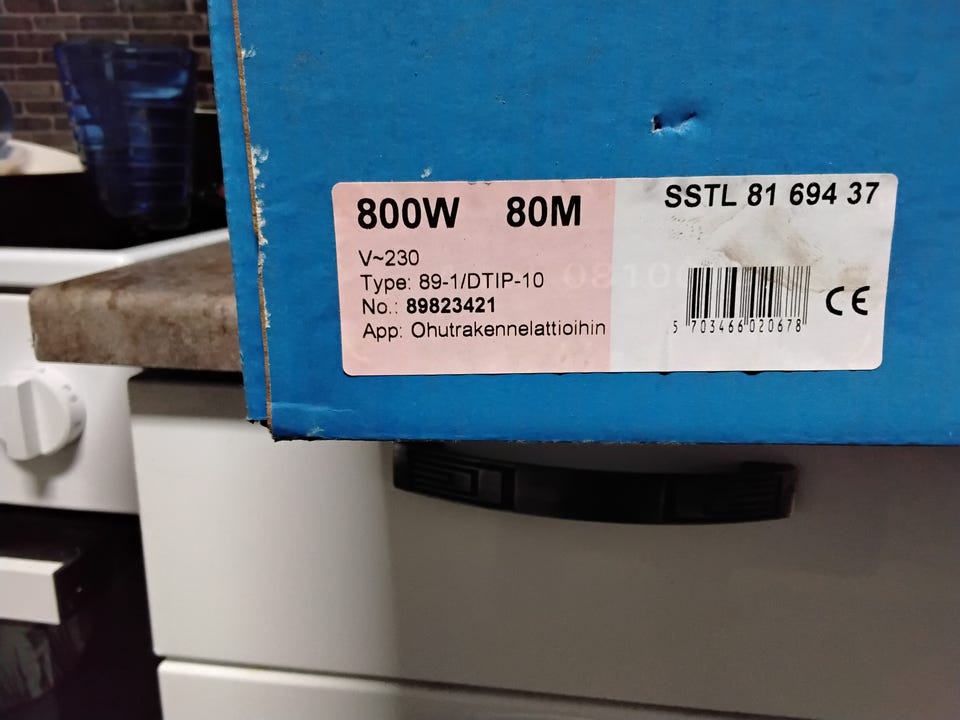 800W 80M
V~230
Type: 89-1/DTIP-10
No.: 89823421
App: Ohutrakennelattioihin
SSTL 81 694 37
5 703466 020678
CE